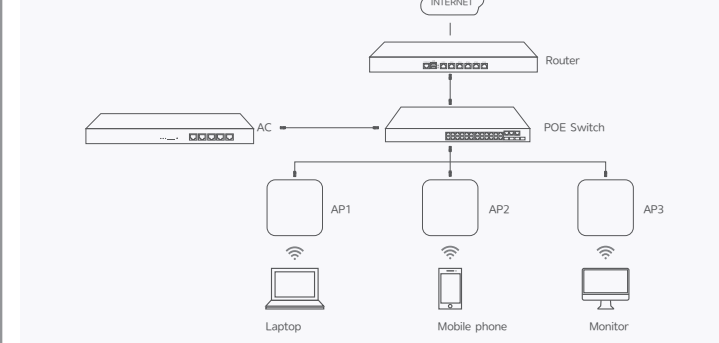 INTERNET
Router
AC
POE Switch
AP1
AP2
AP3
Laptop
Mobile phone
Monitor